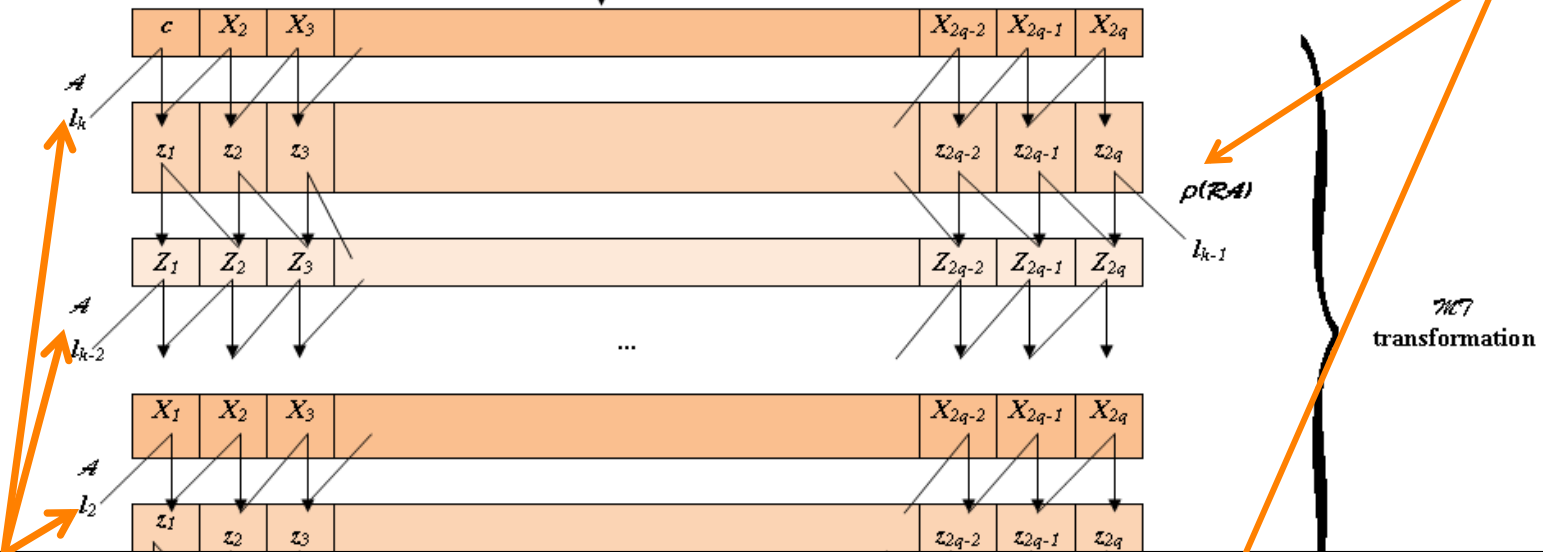 c X₂ X₃ X₂q₋₂ X₂q₋₁ X₂q
𝒜
lₖ
z₁ z₂ z₃ z₂q₋₂ z₂q₋₁ z₂q
ρ(ℛ𝒜)
lₖ₋₁
Z₁ Z₂ Z₃ Z₂q₋₂ Z₂q₋₁ Z₂q
𝒜
lₖ₋₂
...
ℳ𝒯
transformation
X₁ X₂ X₃ X₂q₋₂ X₂q₋₁ X₂q
𝒜
l₂
z₁ z₂ z₃ z₂q₋₂ z₂q₋₁ z₂q